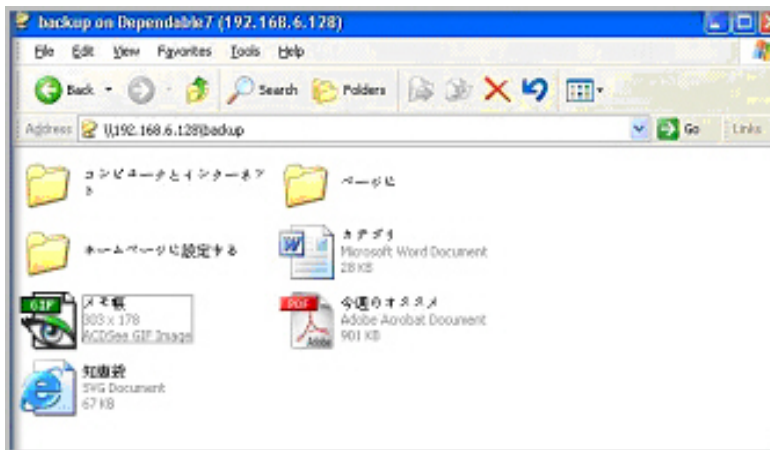 backup on Dependable7 (192.168.6.128)
File Edit View Favorites Tools Help
Back Search Folders
Address \\192.168.6.128\backup Go Links
コンピュータとインターネッ
ト
ページに
ホームページに設定する
カテゴリ
Microsoft Word Document
28 KB
GIF
メモ帳
303 x 178
ACDSee GIF Image
PDF
Adobe
今週のオススメ
Adobe Acrobat Document
901 KB
知恵袋
SVG Document
67 KB